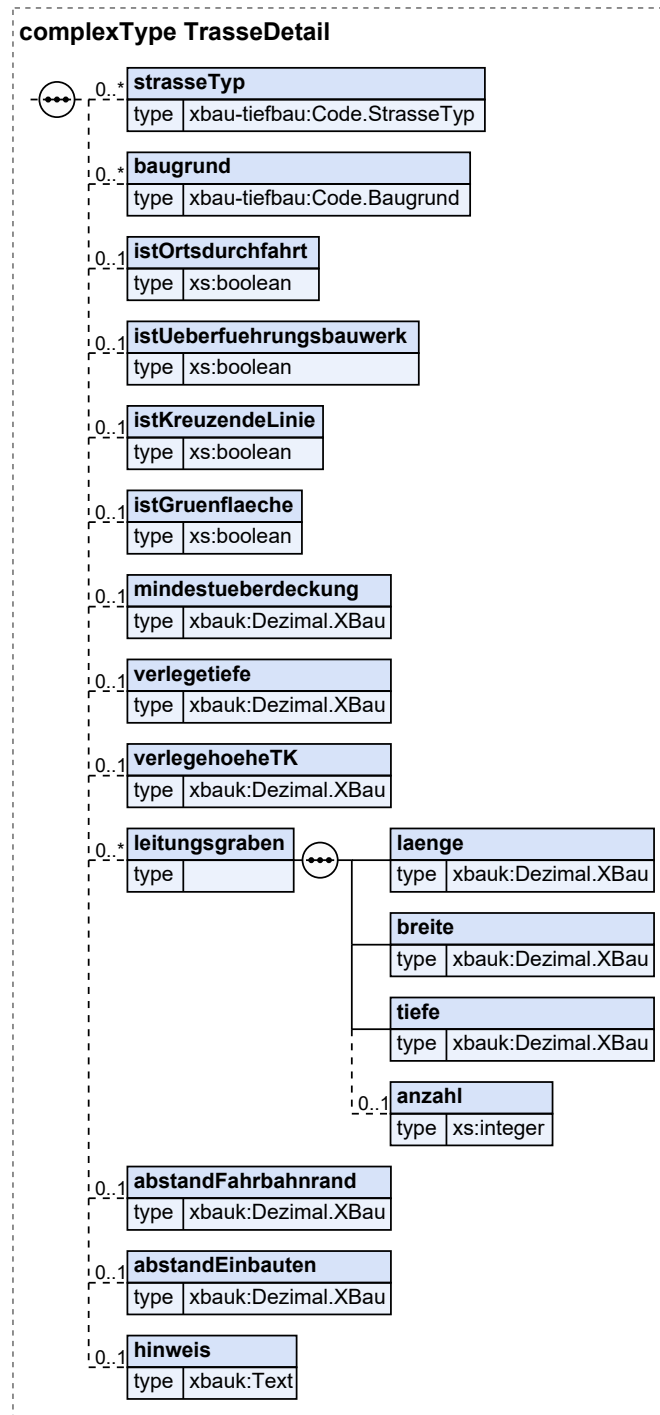 complexType TrasseDetail
0..* strasseTyp
type xbau-tiefbau:Code.StrasseTyp
0..* baugrund
type xbau-tiefbau:Code.Baugrund
0..1 istOrtsdurchfahrt
type xs:boolean
0..1 istUeberfuehrungsbauwerk
type xs:boolean
0..1 istKreuzendeLinie
type xs:boolean
0..1 istGruenflaeche
type xs:boolean
0..1 mindestueberdeckung
type xbauk:Dezimal.XBau
0..1 verlegetiefe
type xbauk:Dezimal.XBau
0..1 verlegehoeheTK
type xbauk:Dezimal.XBau
0..* leitungsgraben
type
laenge
type xbauk:Dezimal.XBau
breite
type xbauk:Dezimal.XBau
tiefe
type xbauk:Dezimal.XBau
0..1 anzahl
type xs:integer
0..1 abstandFahrbahnrand
type xbauk:Dezimal.XBau
0..1 abstandEinbauten
type xbauk:Dezimal.XBau
0..1 hinweis
type xbauk:Text